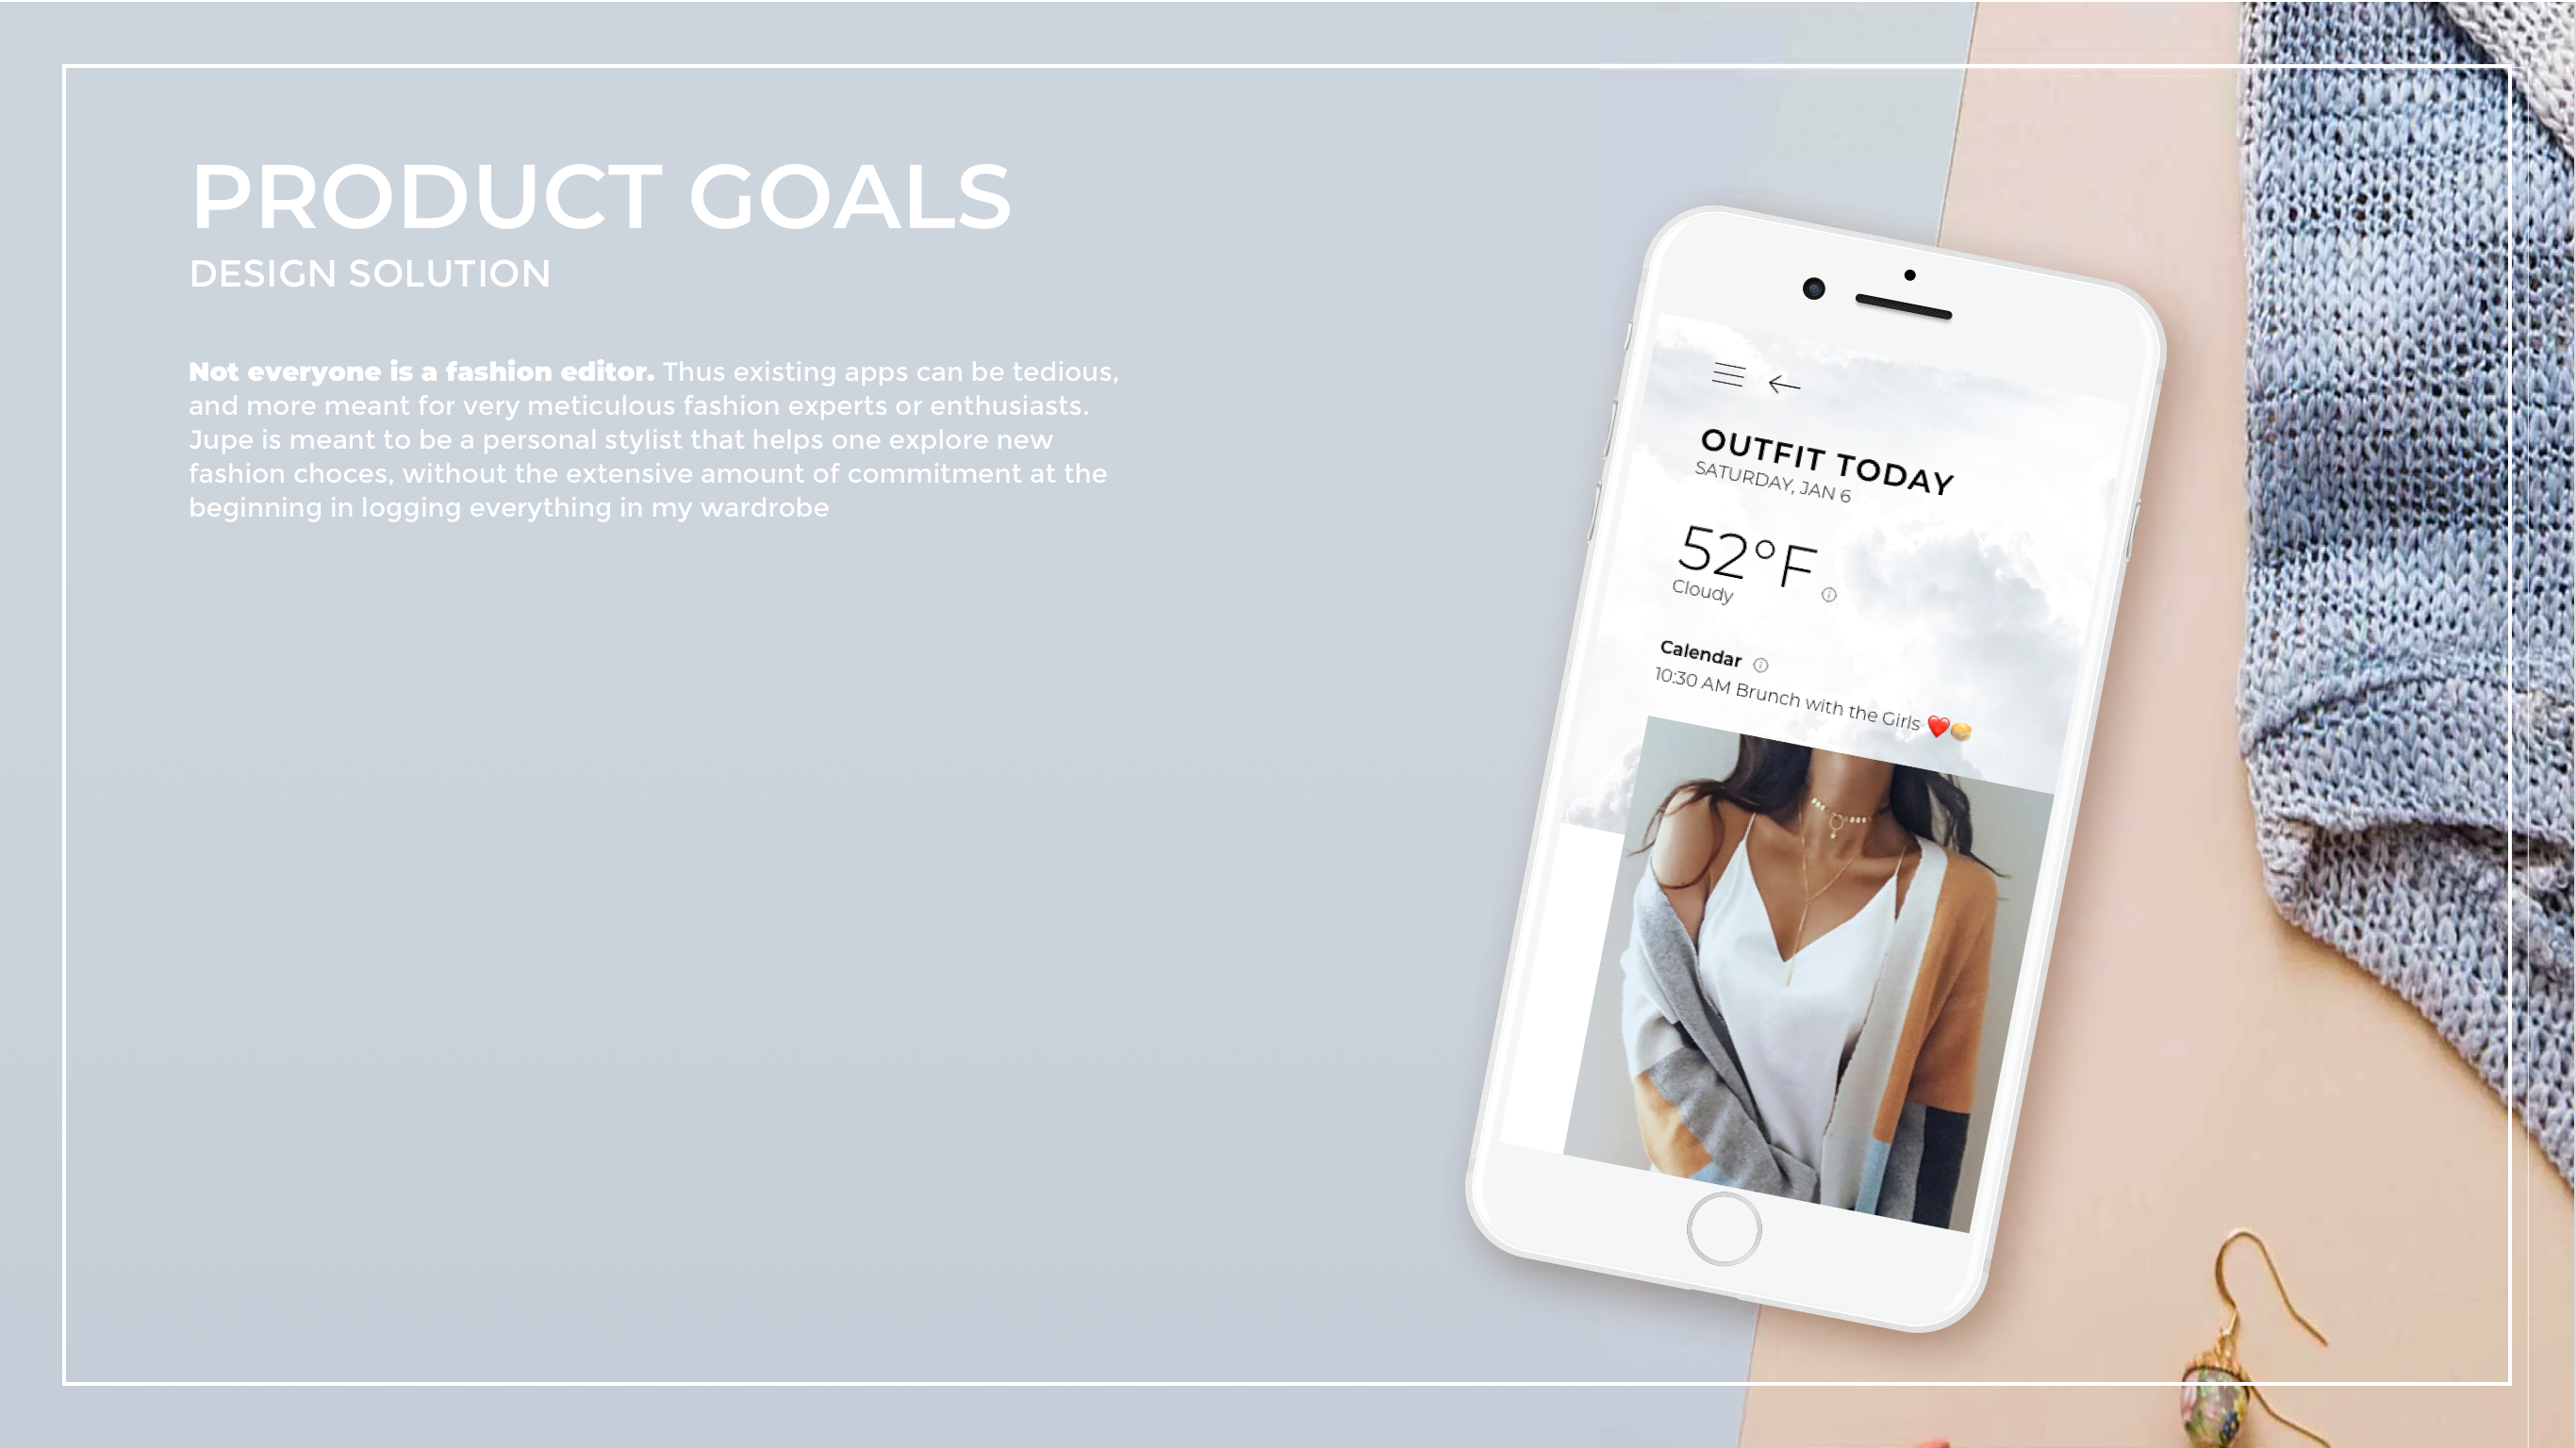 PRODUCT GOALS
DESIGN SOLUTION
Not everyone is a fashion editor. Thus existing apps can be tedious,
and more meant for very meticulous fashion experts or enthusiasts.
Jupe is meant to be a personal stylist that helps one explore new
fashion choces, without the extensive amount of commitment at the
beginning in logging everything in my wardrobe
OUTFIT TODAY
SATURDAY, JAN 6
52°F
Cloudy
Calendar
10:30 AM Brunch with the Girls ❤️🥧